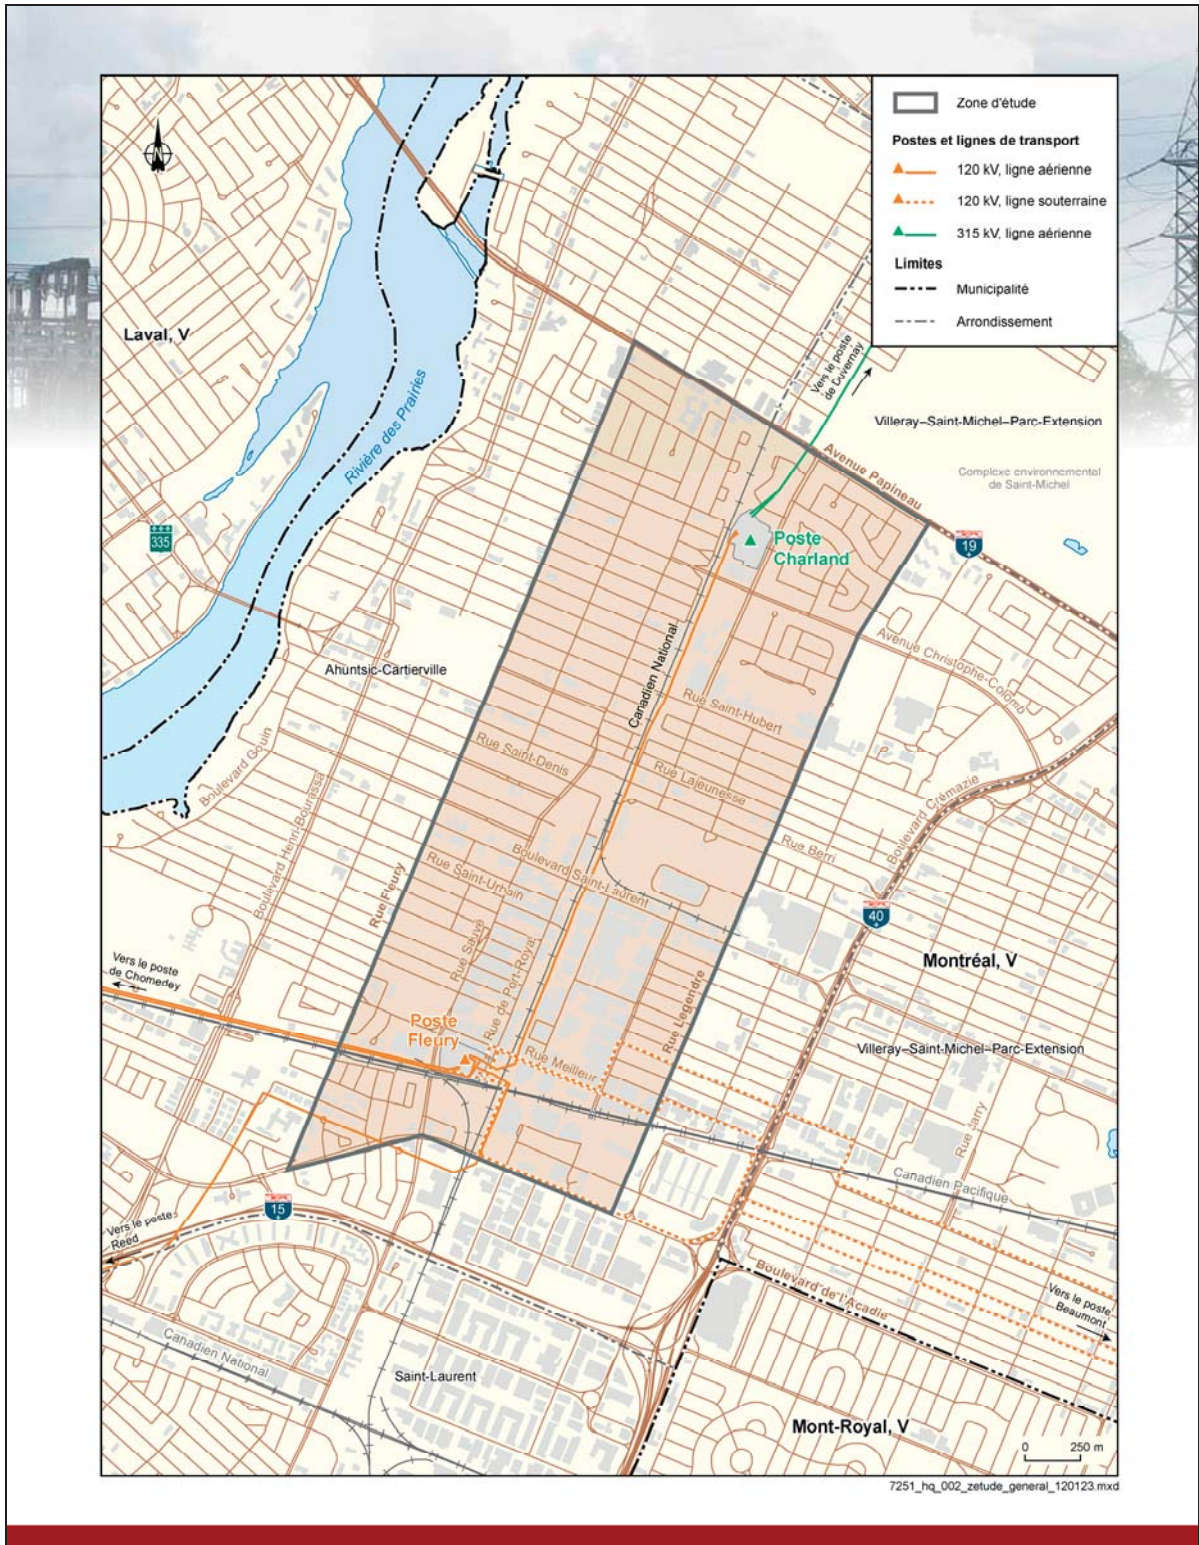 Zone d'étude
Postes et lignes de transport
120 kV, ligne aérienne
120 kV, ligne souterraine
315 kV, ligne aérienne
Limites
Municipalité
Arrondissement
Laval, V
Rivière des Prairies
Vers le poste
de Duvernay
Villeray–Saint-Michel–Parc-Extension
Avenue Papineau
Complexe environnemental
de Saint-Michel
335
19
Poste
Charland
Canadien National
Avenue Christophe-Colomb
Ahuntsic-Cartierville
Rue Saint-Hubert
Rue Saint-Denis
Rue Lajeunesse
Boulevard Gouin
Boulevard Henri-Bourassa
Boulevard Crémazie
Rue Berri
Boulevard Saint-Laurent
Rue Saint-Urbain
Rue Fleury
40
Rue Sauvé
Rue de Port-Royal
Rue Legendre
Montréal, V
Vers le poste
de Chomedey
Poste
Fleury
Rue Meilleur
Villeray–Saint-Michel–Parc-Extension
Rue Jarry
Canadien Pacifique
15
Vers le poste
Reed
Boulevard de l'Acadie
Vers le poste
Beaumont
Canadien National
Saint-Laurent
Mont-Royal, V
0 250 m
7251_hq_002_zetude_general_120123.mxd